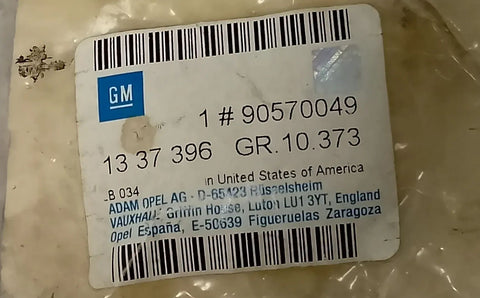 GM
1 # 90570049
13 37 396 GR.10.373
LB 034 in United States of America
ADAM OPEL AG - D-65423 Rüsselsheim
VAUXHALL Griffin House, Luton LU1 3YT, England
Opel España, E-50639 Figueruelas Zaragoza